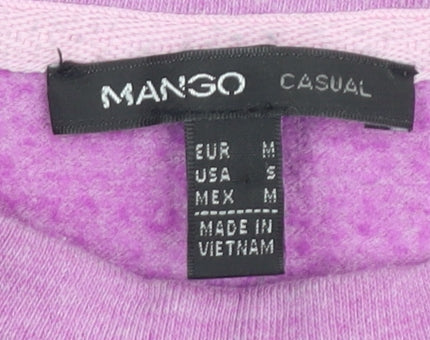 MANGO CASUAL
EUR M
USA S
MEX M
MADE IN
VIETNAM